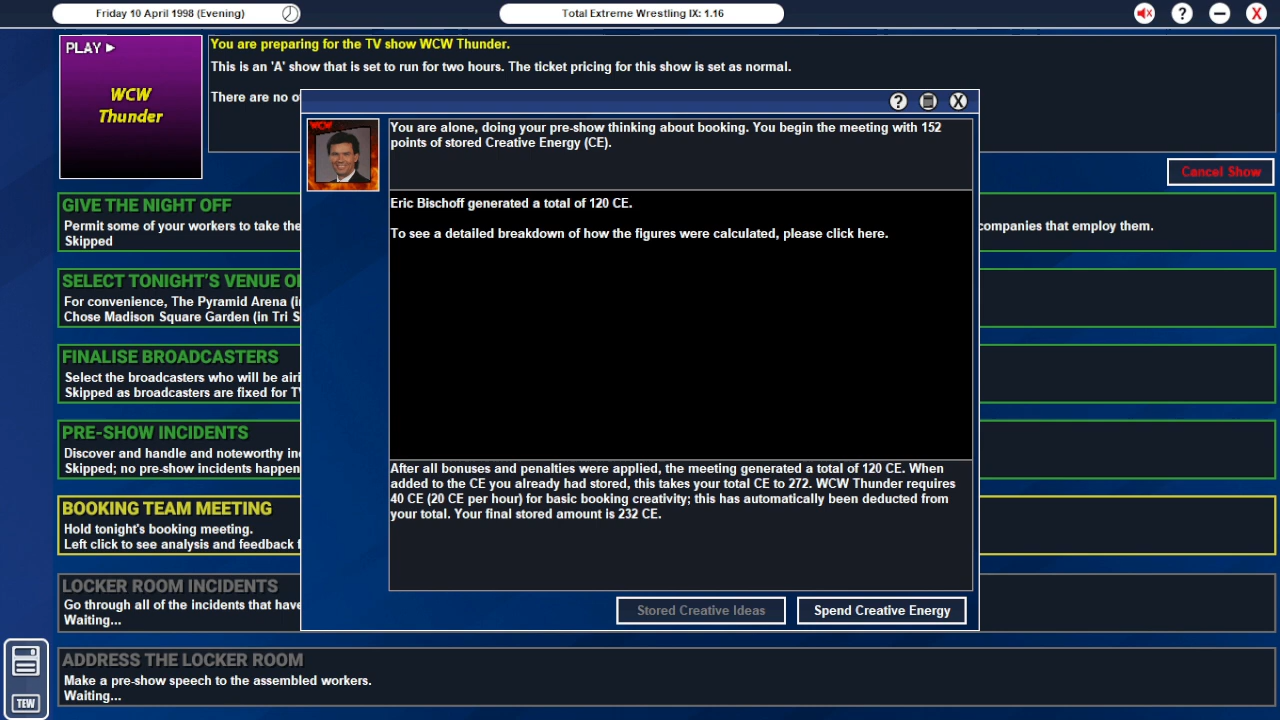 Friday 10 April 1998 (Evening)
Total Extreme Wrestling IX: 1.16
PLAY
WCW
Thunder
You are preparing for the TV show WCW Thunder.
This is an 'A' show that is set to run for two hours. The ticket pricing for this show is set as normal.
There are no o
Cancel Show
WCW
You are alone, doing your pre-show thinking about booking. You begin the meeting with 152
points of stored Creative Energy (CE).
Eric Bischoff generated a total of 120 CE.
To see a detailed breakdown of how the figures were calculated, please click here.
After all bonuses and penalties were applied, the meeting generated a total of 120 CE. When
added to the CE you already had stored, this takes your total CE to 272. WCW Thunder requires
40 CE (20 CE per hour) for basic booking creativity; this has automatically been deducted from
your total. Your final stored amount is 232 CE.
Stored Creative Ideas
Spend Creative Energy
GIVE THE NIGHT OFF
Permit some of your workers to take the
companies that employ them.
Skipped
SELECT TONIGHT'S VENUE O
For convenience, The Pyramid Arena (i
Chose Madison Square Garden (in Tri S
FINALISE BROADCASTERS
Select the broadcasters who will be airi
Skipped as broadcasters are fixed for T
PRE-SHOW INCIDENTS
Discover and handle and noteworthy in
Skipped; no pre-show incidents happen
BOOKING TEAM MEETING
Hold tonight's booking meeting.
Left click to see analysis and feedback f
LOCKER ROOM INCIDENTS
Go through all of the incidents that have
Waiting...
ADDRESS THE LOCKER ROOM
Make a pre-show speech to the assembled workers.
Waiting...
TEW